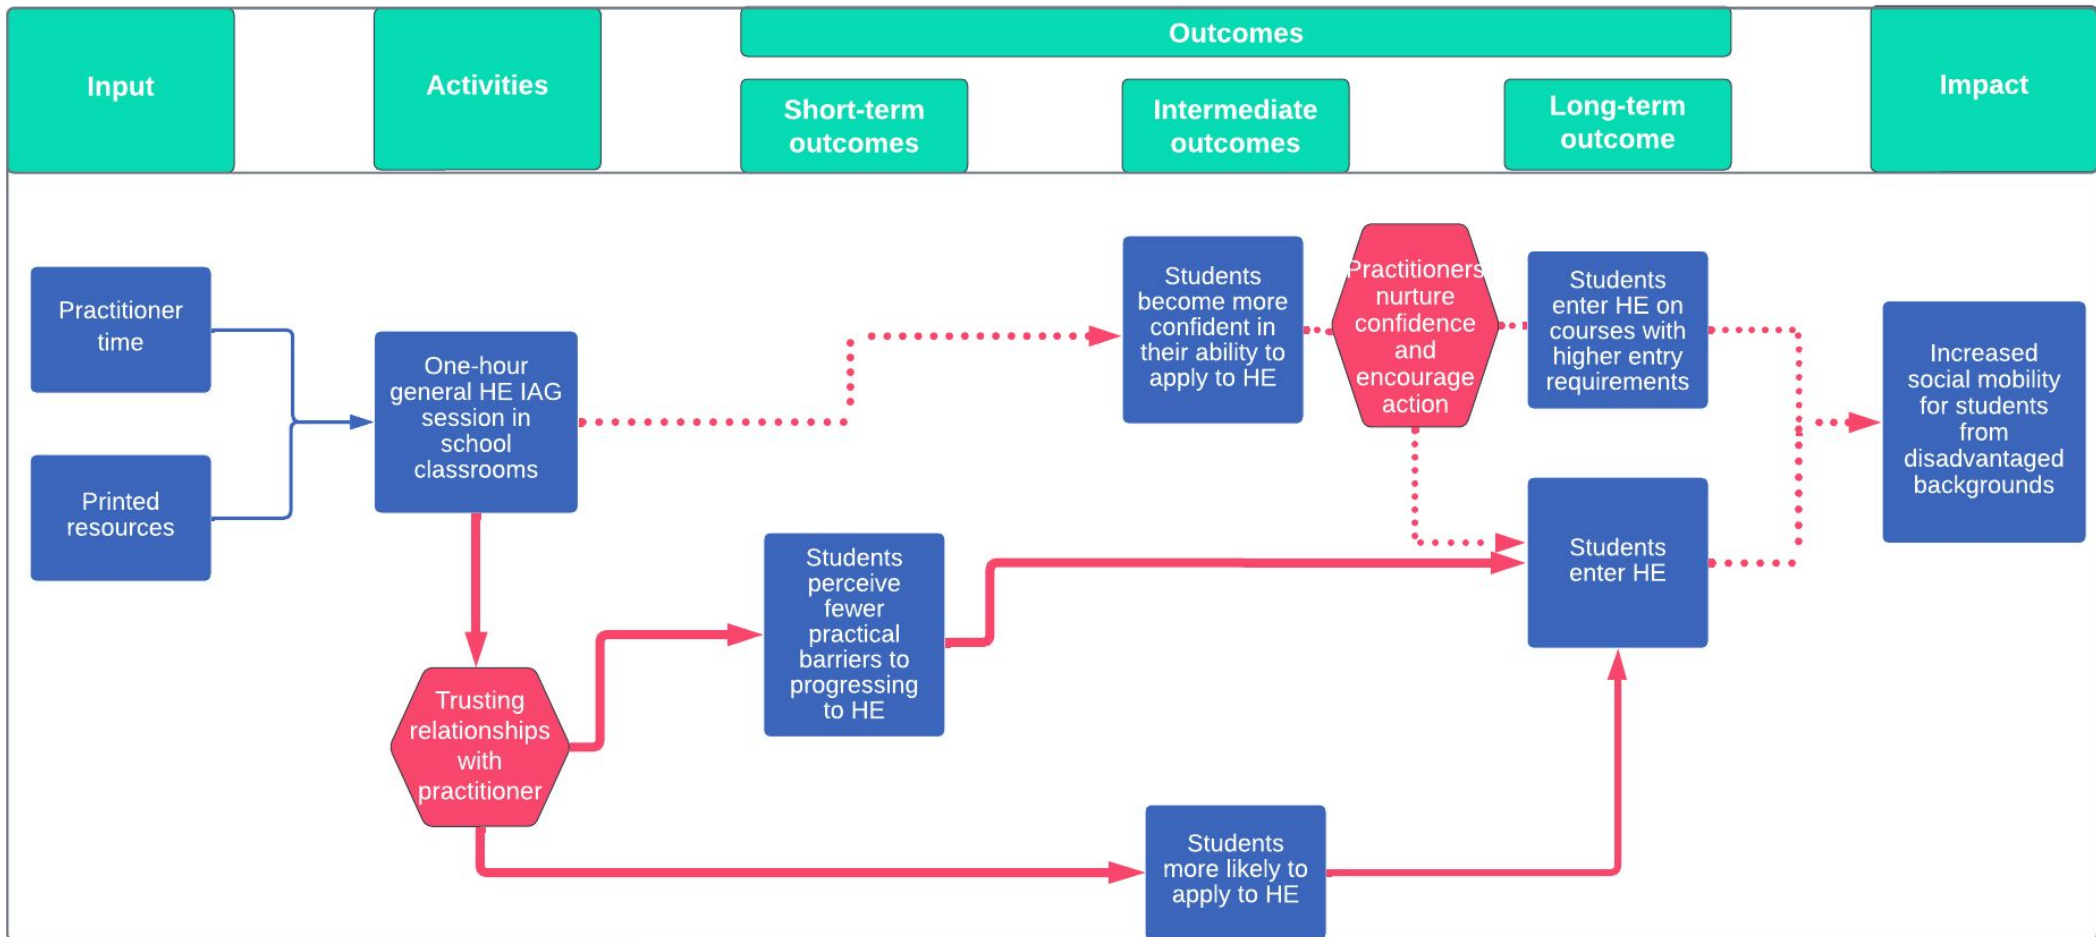 Input
Activities
Outcomes
Short-term
outcomes
Intermediate
outcomes
Long-term
outcome
Impact
Practitioner
time
Printed
resources
One-hour
general HE IAG
session in
school
classrooms
Trusting
relationships
with
practitioner
Students
perceive
fewer
practical
barriers to
progressing
to HE
Students
become more
confident in
their ability to
apply to HE
Practitioners
nurture
confidence
and
encourage
action
Students
more likely to
apply to HE
Students
enter HE on
courses with
higher entry
requirements
Students
enter HE
Increased
social mobility
for students
from
disadvantaged
backgrounds